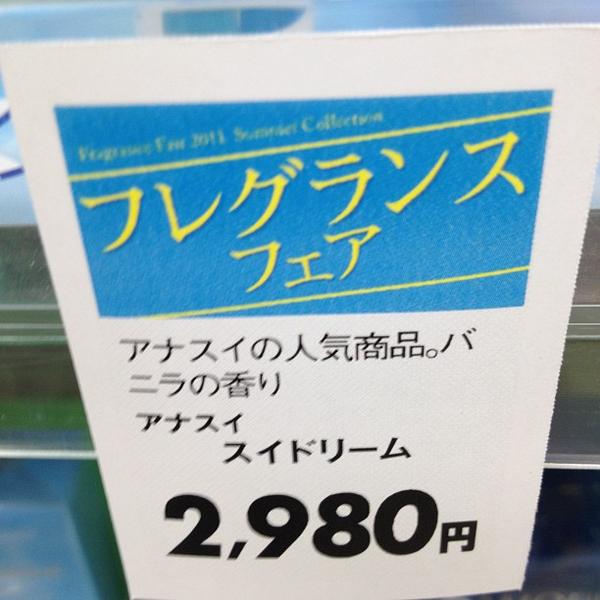 Fragrance Fair 2011 Summer Collection
フレグランス
フェア
アナスイの人気商品。バ
ニラの香り
アナスイ
スイドリーム
2,980円